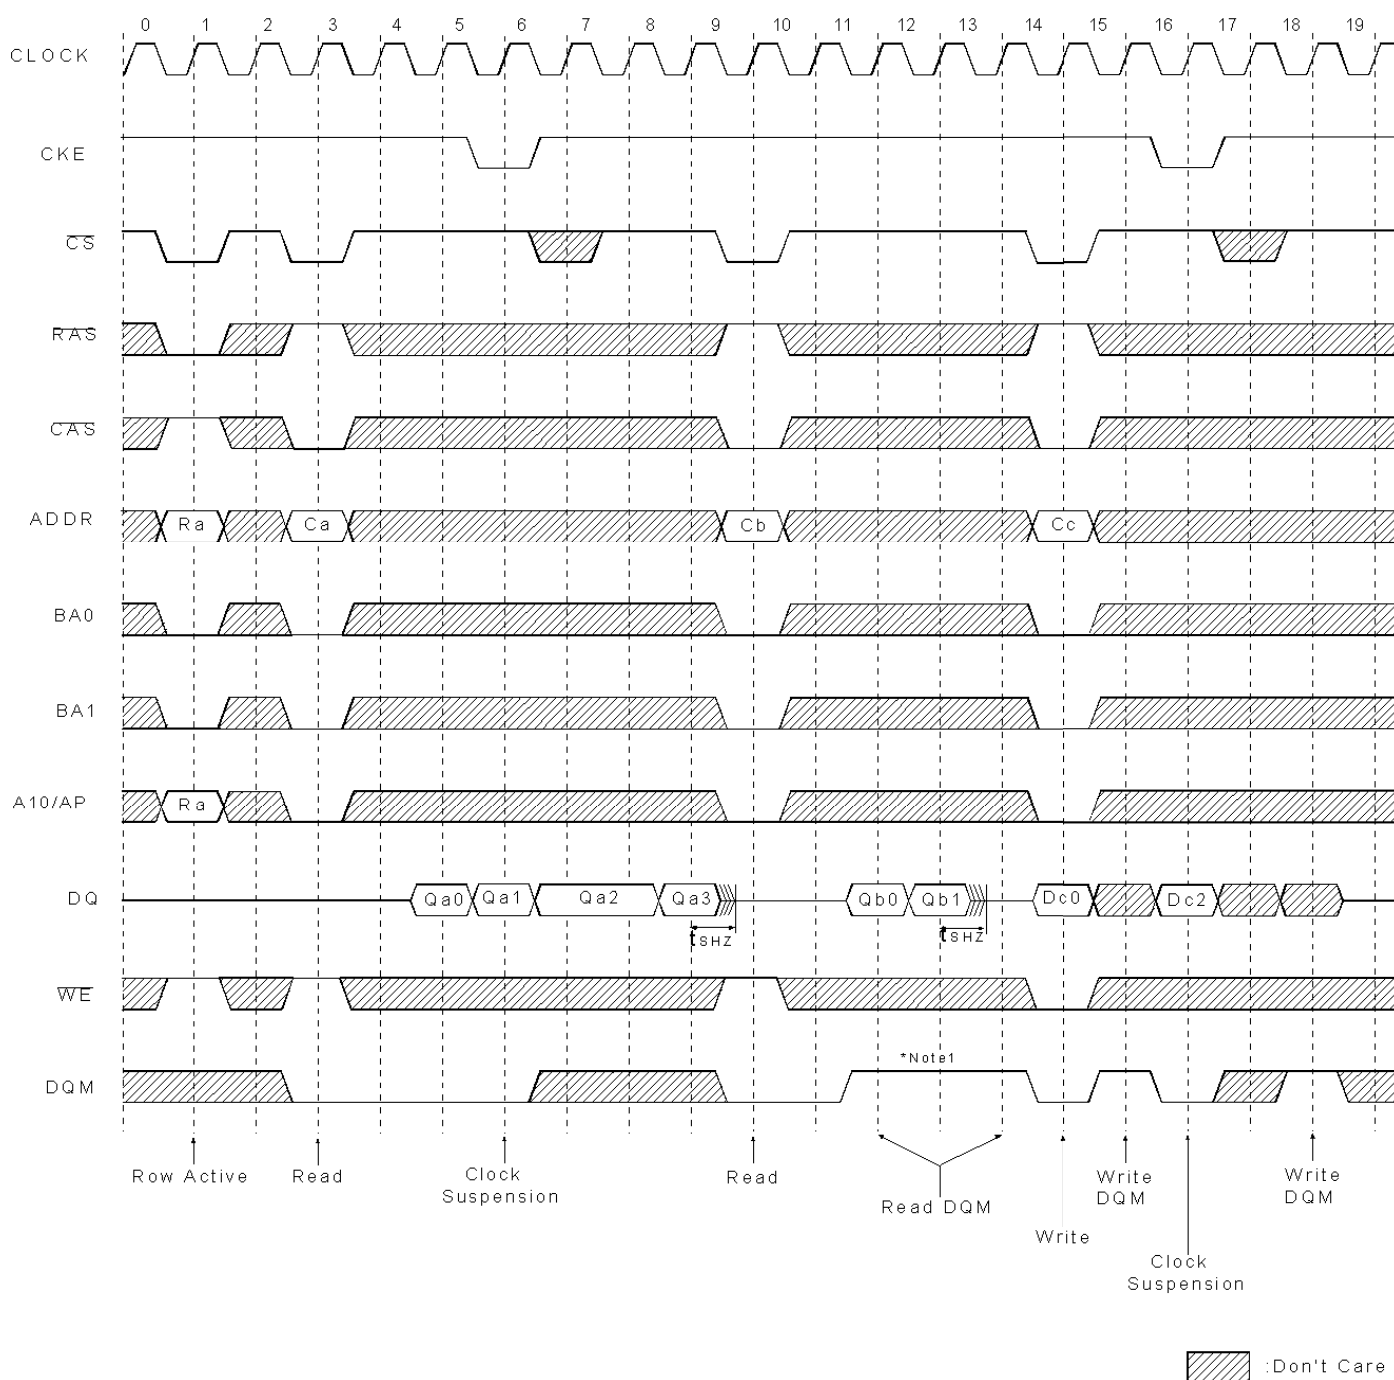 0 1 2 3 4 5 6 7 8 9 10 11 12 13 14 15 16 17 18 19
CLOCK
CKE
CS
RAS
CAS
ADDR Ra Ca Cb Cc
BA0
BA1
A10/AP Ra
DQ Qa0 Qa1 Qa2 Qa3 Qb0 Qb1 Dc0 Dc2
tSHZ tSHZ
WE
*Note1
DQM
Row Active
Read
Clock
Suspension
Read
Read DQM
Write
Write
DQM
Clock
Suspension
Write
DQM
:Don't Care